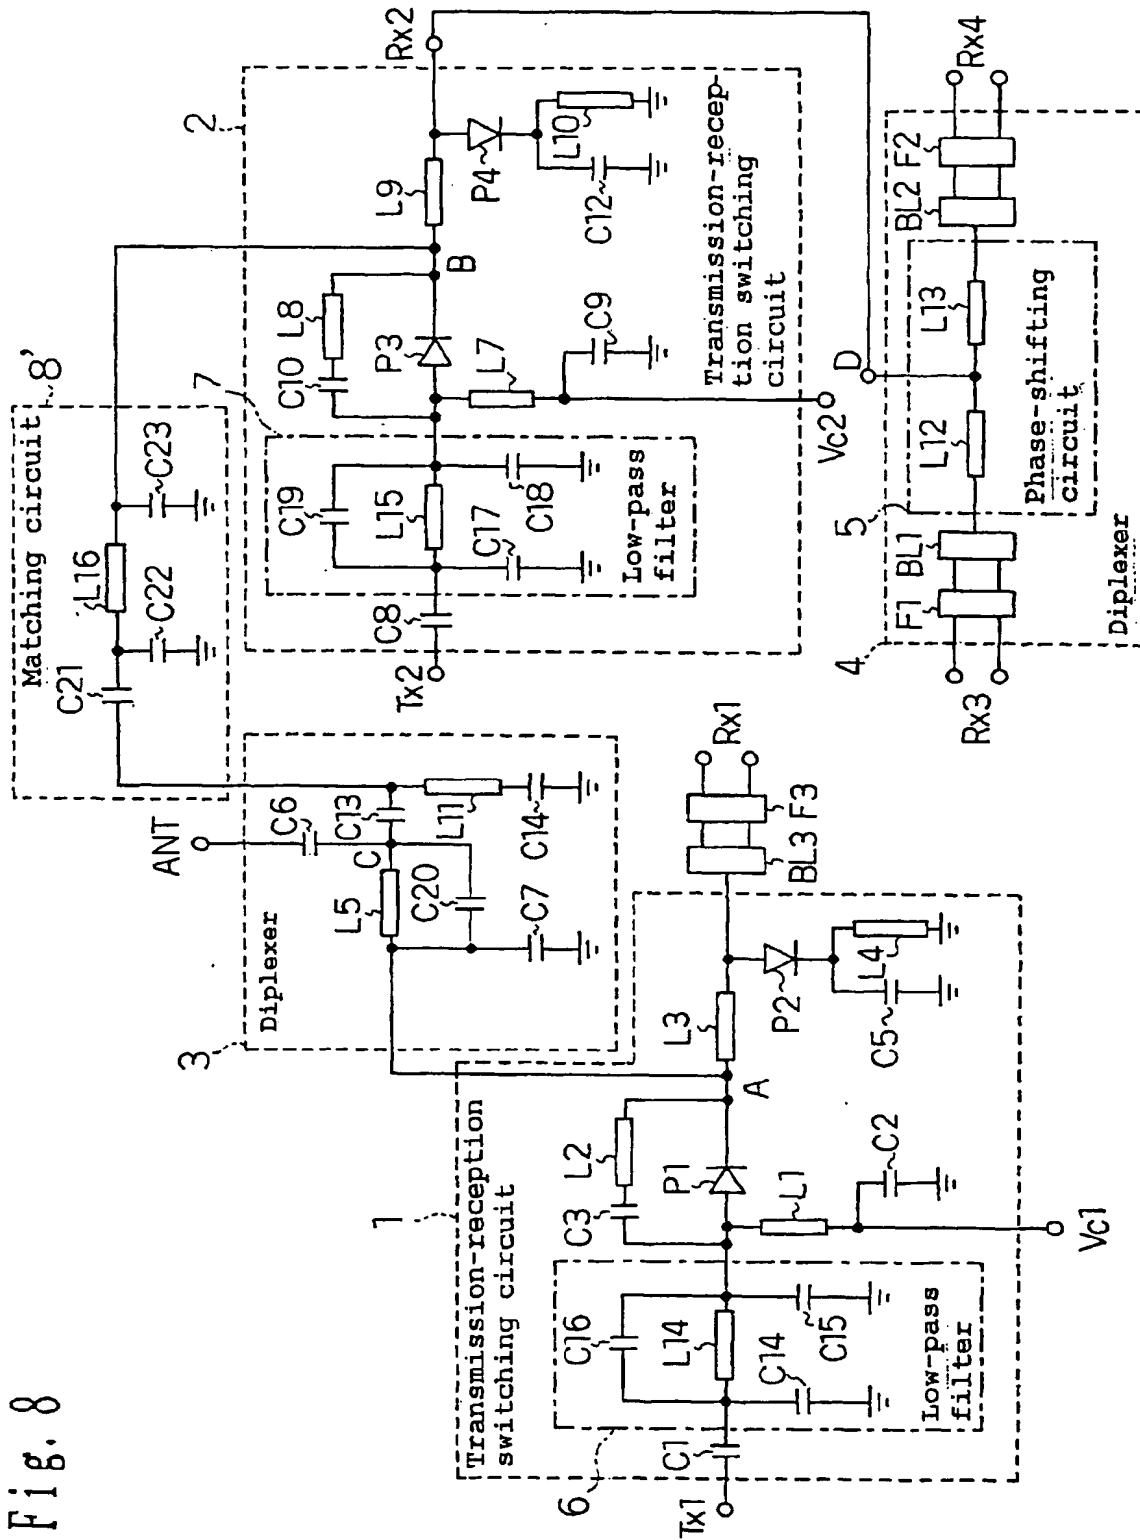 Fig. 8
Matching circuit
8'
C21
L16
C22
C23
ANT
C6
Diplexer
3
C
L5
C13
C20
L11
C7
C14
2
7
Tx2
C8
C19
L15
C17
C18
Low-pass
filter
C10
L8
P3
B
L7
C9
L9
P4
C12
L10
Rx2
Vc2
Transmission-recep-
tion switching
circuit
1
Transmission-reception
switching circuit
6
Tx1
C1
C16
L14
C14
C15
Low-pass
filter
C3
L2
P1
A
L1
C2
Vc1
L3
P2
C5
L4
BL3
F3
Rx1
4
Rx3
F1
BL1
5
L12
D
L13
Phase-shifting
circuit
BL2
F2
Rx4
Diplexer